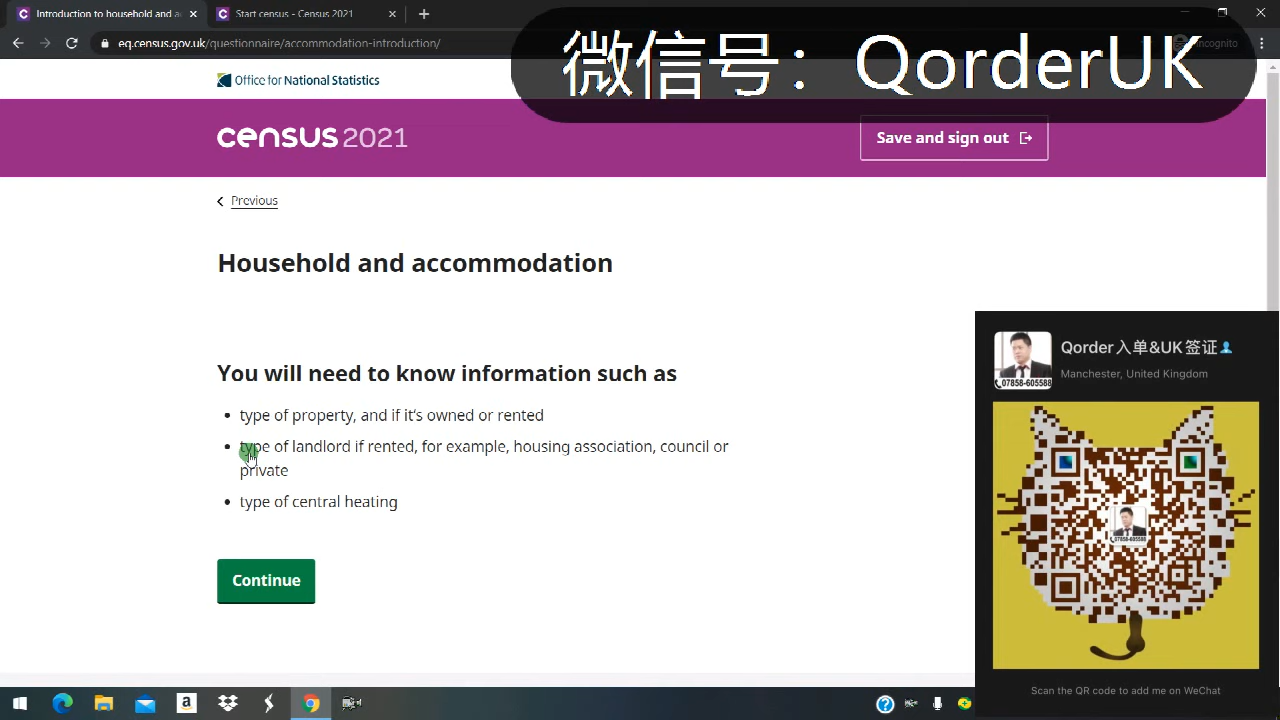 Introduction to household and a
Start census - Census 2021
eq.census.gov.uk/questionnaire/accommodation-introduction/
Incognito
微信号：QorderUK
Office for National Statistics
census 2021
Save and sign out
Previous
Household and accommodation
You will need to know information such as
type of property, and if it's owned or rented
type of landlord if rented, for example, housing association, council or
private
type of central heating
Continue
Qorder入单&UK签证
Manchester, United Kingdom
07858-605588
07858-605588
Scan the QR code to add me on WeChat